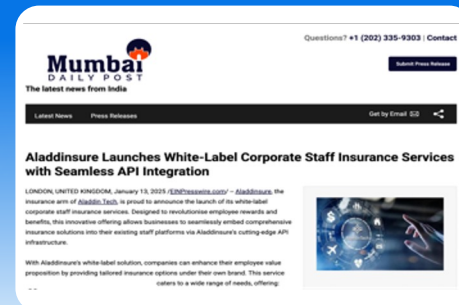 Questions? +1 (202) 335-9303 | Contact
Mumbai
DAILY POST
Submit Press Release
The latest news from India
Latest News Press Releases
Get by Email
Aladdinsure Launches White-Label Corporate Staff Insurance Services
with Seamless API Integration
LONDON, UNITED KINGDOM, January 13, 2025 /EINPresswire.com/ -- Aladdinsure, the
insurance arm of Aladdin Tech, is proud to announce the launch of its white-label
corporate staff insurance services. Designed to revolutionise employee rewards and
benefits, this innovative offering allows businesses to seamlessly embed comprehensive
insurance solutions into their existing staff platforms via Aladdinsure's cutting-edge API
infrastructure.
With Aladdinsure's white-label solution, companies can enhance their employee value
proposition by providing tailored insurance options under their own brand. This service
caters to a wide range of needs, offering: